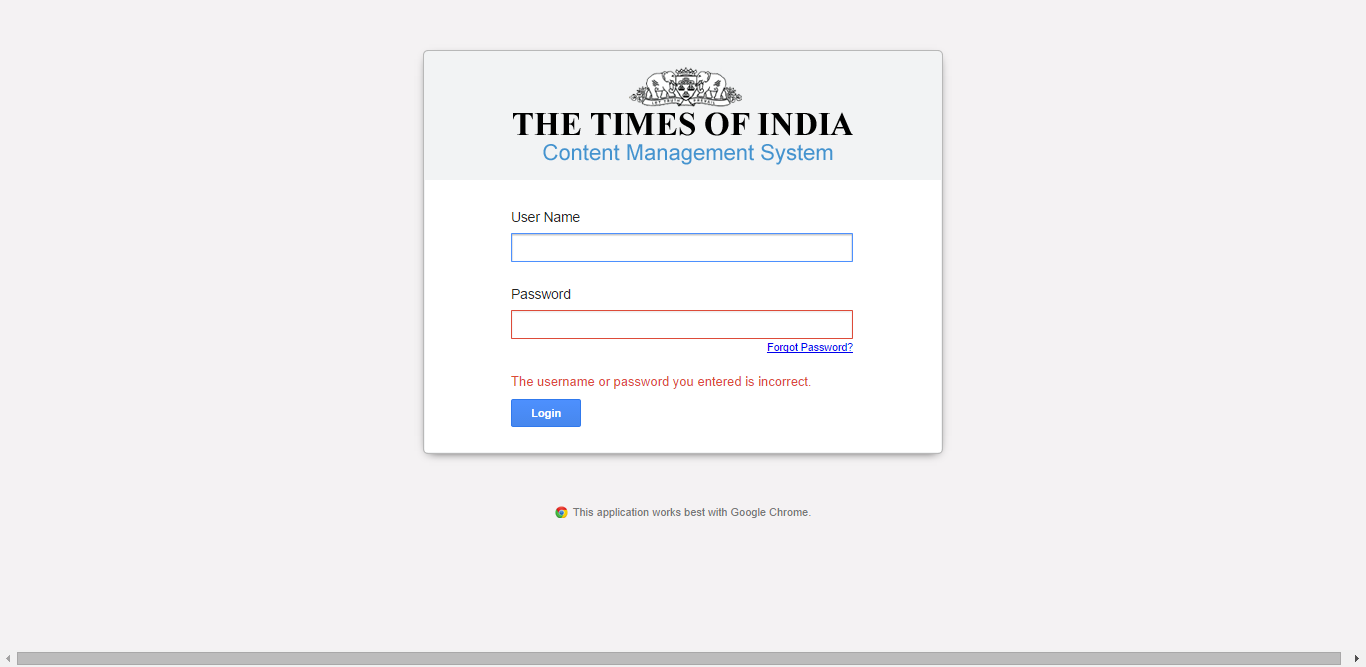 THE TIMES OF INDIA
Content Management System
User Name
Password
Forgot Password?
The username or password you entered is incorrect.
Login
This application works best with Google Chrome.